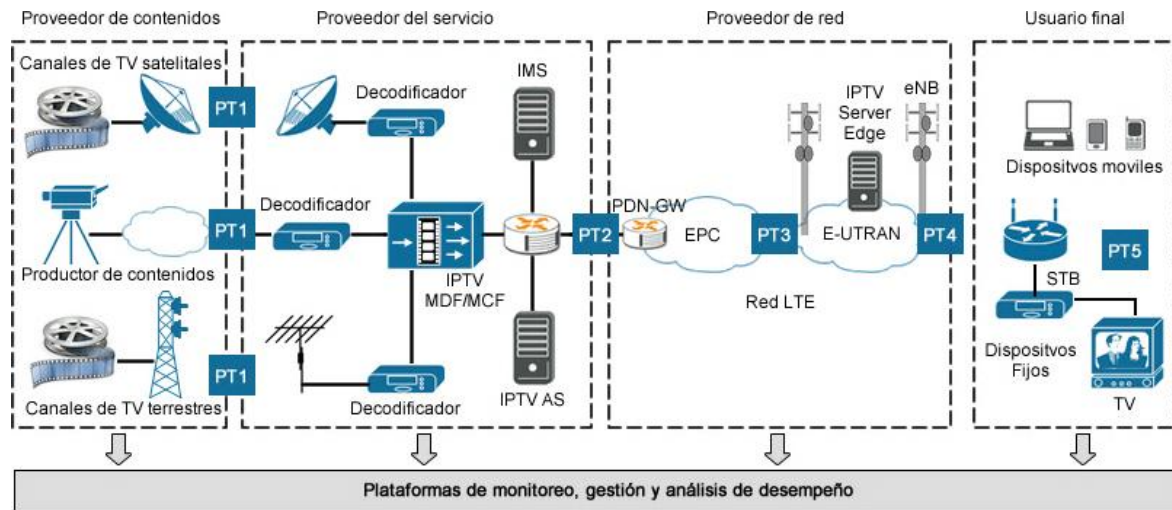 Proveedor de contenidos
Proveedor del servicio
Proveedor de red
Usuario final
Canales de TV satelitales
PT1
Productor de contenidos
PT1
Canales de TV terrestres
PT1
Decodificador
IMS
Decodificador
IPTV
MDF/MCF
Decodificador
IPTV AS
PT2
PDN-GW
EPC
PT3
IPTV
Server
Edge
eNB
E-UTRAN
PT4
Red LTE
Dispositvos moviles
PT5
STB
Dispositvos
Fijos
TV
Plataformas de monitoreo, gestión y análisis de desempeño